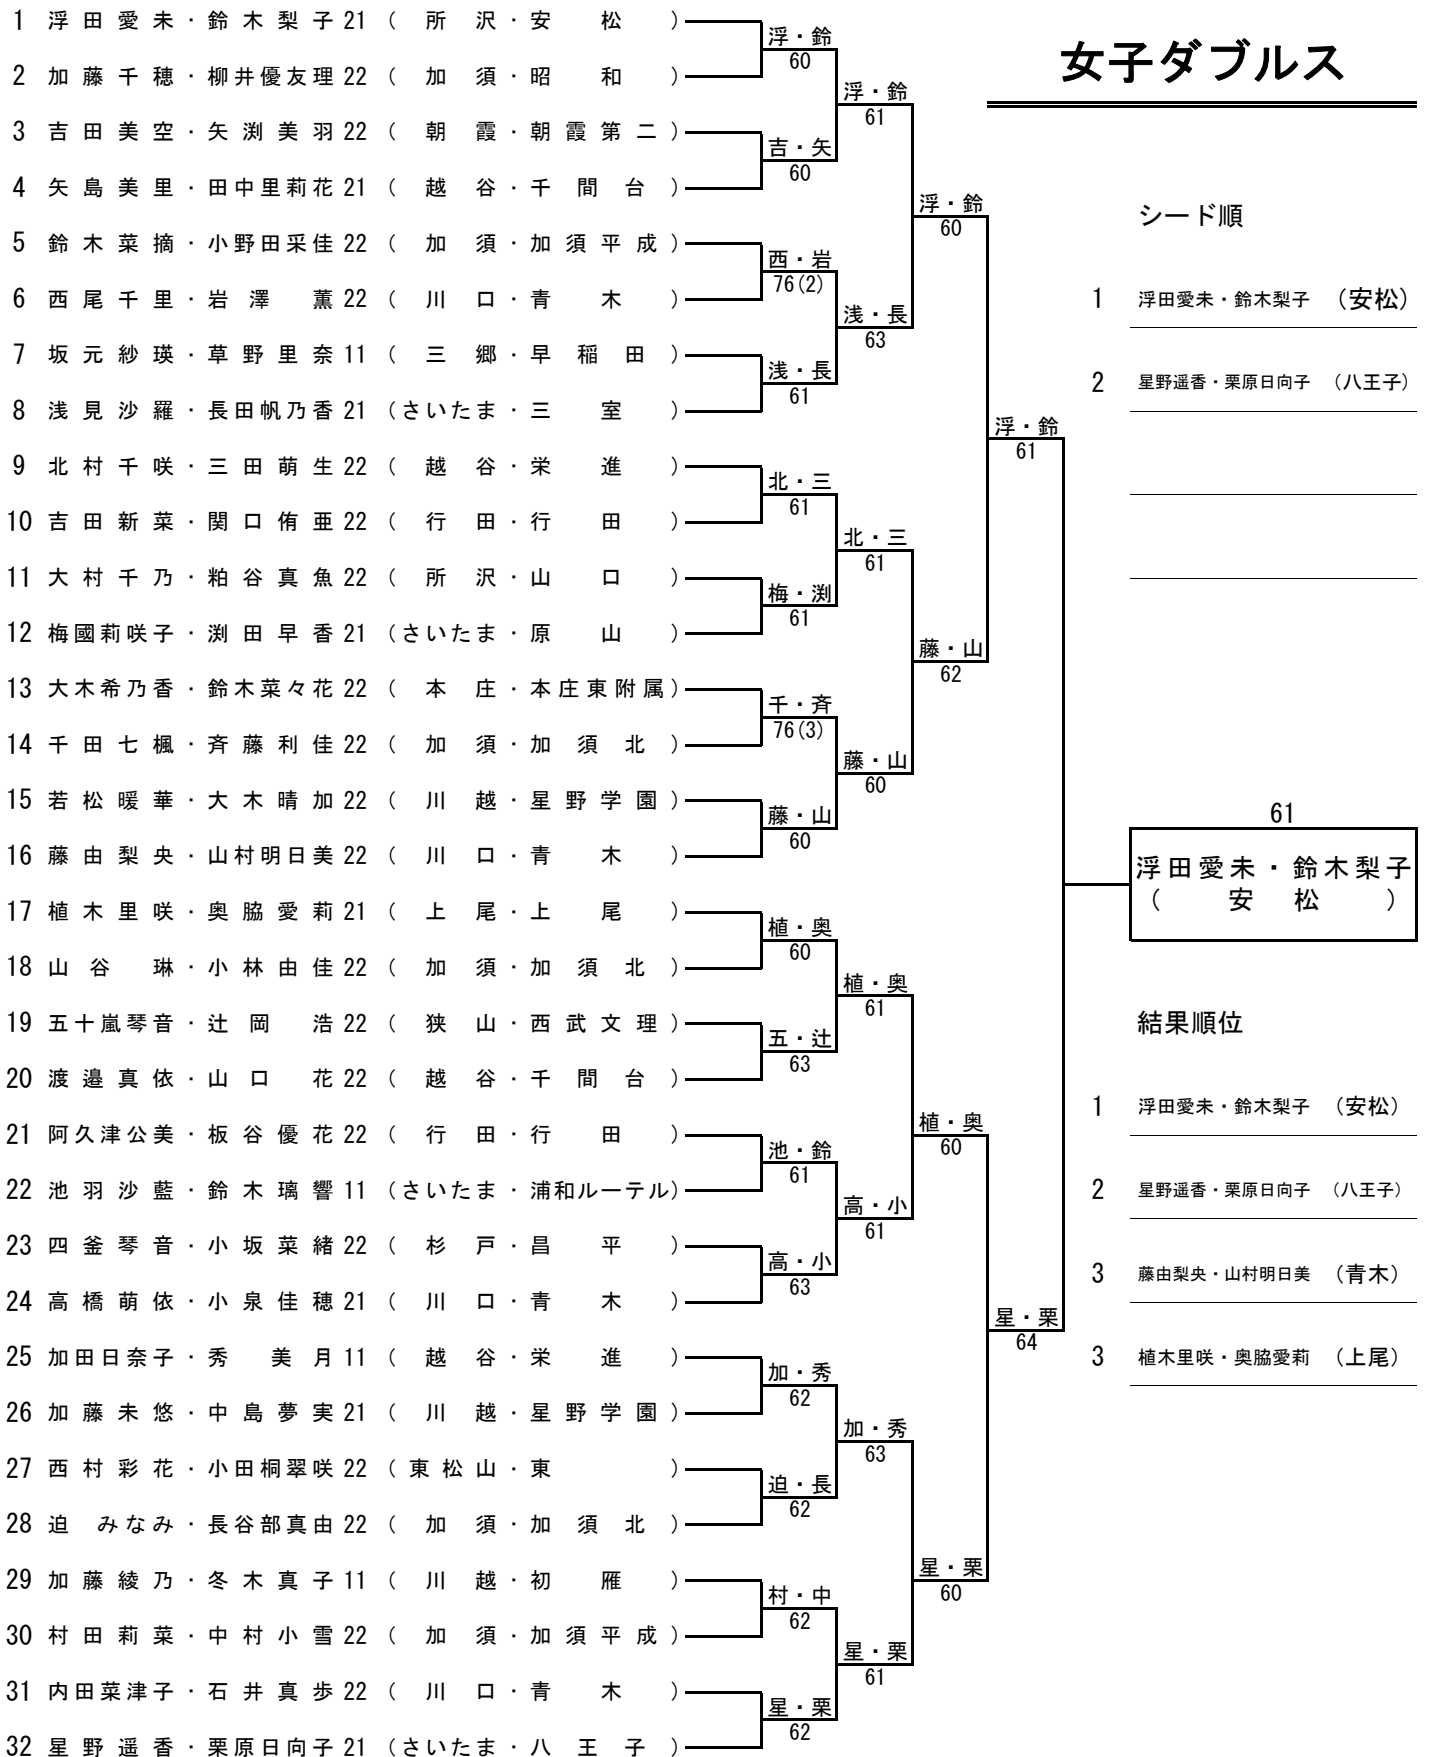 女子ダブルス
1 浮田愛未・鈴木梨子 21 (所沢・安松)
2 加藤千穂・柳井優友理 22 (加須・昭和)
3 吉田美空・矢渕美羽 22 (朝霞・朝霞第二)
4 矢島美里・田中里莉花 21 (越谷・千間台)
5 鈴木菜摘・小野田采佳 22 (加須・加須平成)
6 西尾千里・岩澤薫 22 (川口・青木)
7 坂元紗瑛・草野里奈 11 (三郷・早稲田)
8 浅見沙羅・長田帆乃香 21 (さいたま・三室)
9 北村千咲・三田萌生 22 (越谷・栄進)
10 吉田新菜・関口侑亜 22 (行田・行田)
11 大村千乃・粕谷真魚 22 (所沢・山口)
12 梅國莉咲子・渕田早香 21 (さいたま・原山)
13 大木希乃香・鈴木菜々花 22 (本庄・本庄東附属)
14 千田七楓・斉藤利佳 22 (加須・加須北)
15 若松暖華・大木晴加 22 (川越・星野学園)
16 藤由梨央・山村明日美 22 (川口・青木)
17 植木里咲・奥脇愛莉 21 (上尾・上尾)
18 山谷琳・小林由佳 22 (加須・加須北)
19 五十嵐琴音・辻岡浩 22 (狭山・西武文理)
20 渡邉真依・山口花 22 (越谷・千間台)
21 阿久津公美・板谷優花 22 (行田・行田)
22 池羽沙藍・鈴木璃響 11 (さいたま・浦和ルーテル)
23 四釜琴音・小坂菜緒 22 (杉戸・昌平)
24 高橋萌依・小泉佳穂 21 (川口・青木)
25 加田日奈子・秀美月 11 (越谷・栄進)
26 加藤未悠・中島夢実 21 (川越・星野学園)
27 西村彩花・小田桐翠咲 22 (東松山・東)
28 迫みなみ・長谷部真由 22 (加須・加須北)
29 加藤綾乃・冬木真子 11 (川越・初雁)
30 村田莉菜・中村小雪 22 (加須・加須平成)
31 内田菜津子・石井真歩 22 (川口・青木)
32 星野遥香・栗原日向子 21 (さいたま・八王子)
浮・鈴
60
吉・矢
60
西・岩
76(2)
浅・長
61
北・三
61
梅・渕
61
千・斉
76(3)
藤・山
60
植・奥
60
五・辻
63
池・鈴
61
高・小
63
加・秀
62
迫・長
62
村・中
62
星・栗
62
浮・鈴
61
浅・長
63
北・三
61
藤・山
60
植・奥
61
高・小
61
加・秀
63
星・栗
61
浮・鈴
60
藤・山
62
植・奥
60
星・栗
60
浮・鈴
61
星・栗
64
シード順
1 浮田愛未・鈴木梨子 (安松)
2 星野遥香・栗原日向子 (八王子)
61
浮田愛未・鈴木梨子
(安松)
結果順位
1 浮田愛未・鈴木梨子 (安松)
2 星野遥香・栗原日向子 (八王子)
3 藤由梨央・山村明日美 (青木)
3 植木里咲・奥脇愛莉 (上尾)